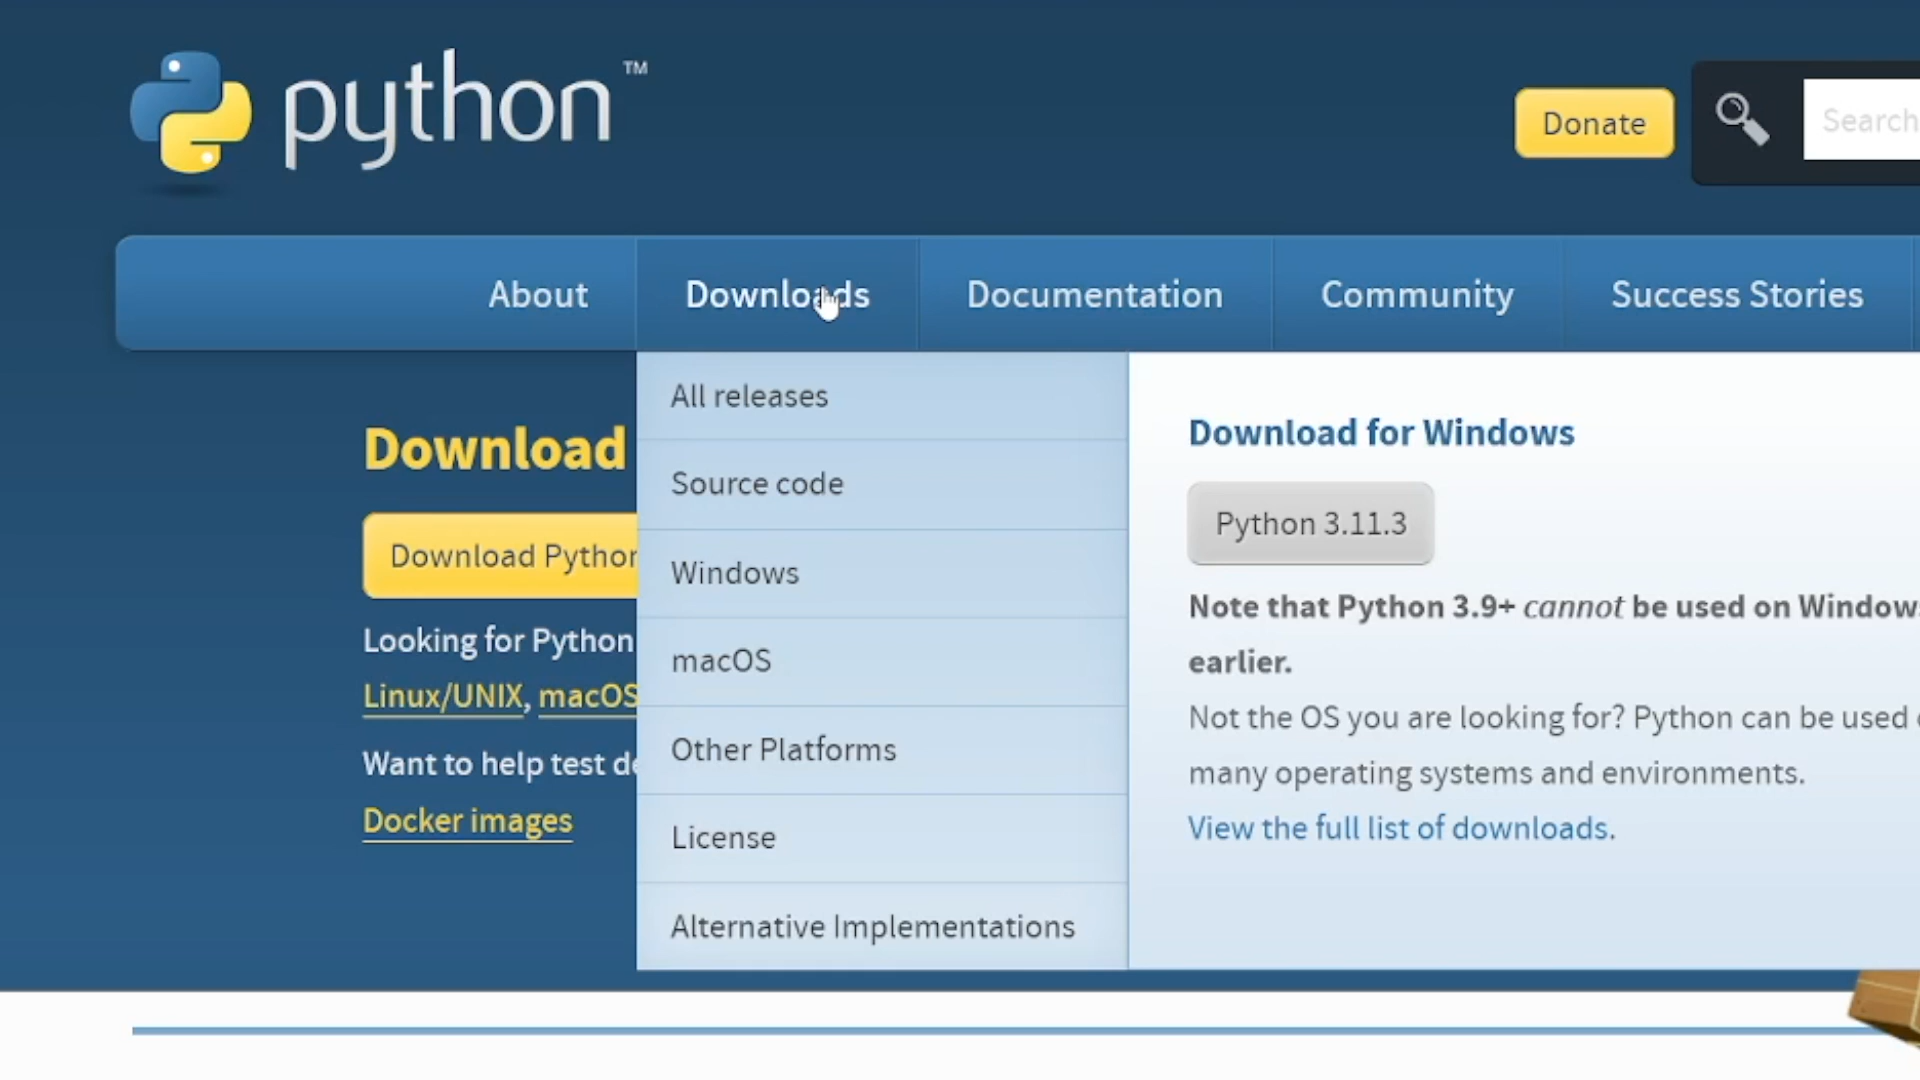 python™
Donate
Search
About
Downloads
Documentation
Community
Success Stories
All releases
Source code
Windows
macOS
Other Platforms
License
Alternative Implementations
Download for Windows
Python 3.11.3
Note that Python 3.9+ cannot be used on Windows
earlier.
Not the OS you are looking for? Python can be used
many operating systems and environments.
View the full list of downloads.
Download
Download Python
Looking for Python
Linux/UNIX, macOS
Want to help test
Docker images